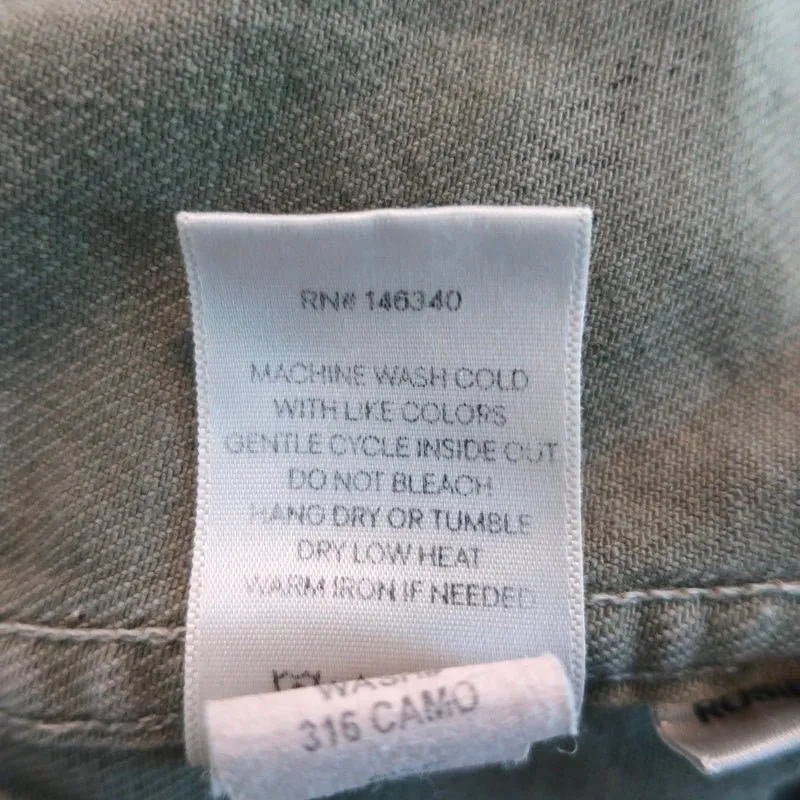 RN# 146340
MACHINE WASH COLD
WITH LIKE COLORS
GENTLE CYCLE INSIDE OUT
DO NOT BLEACH
HANG DRY OR TUMBLE
DRY LOW HEAT
WARM IRON IF NEEDED
316 CAMO